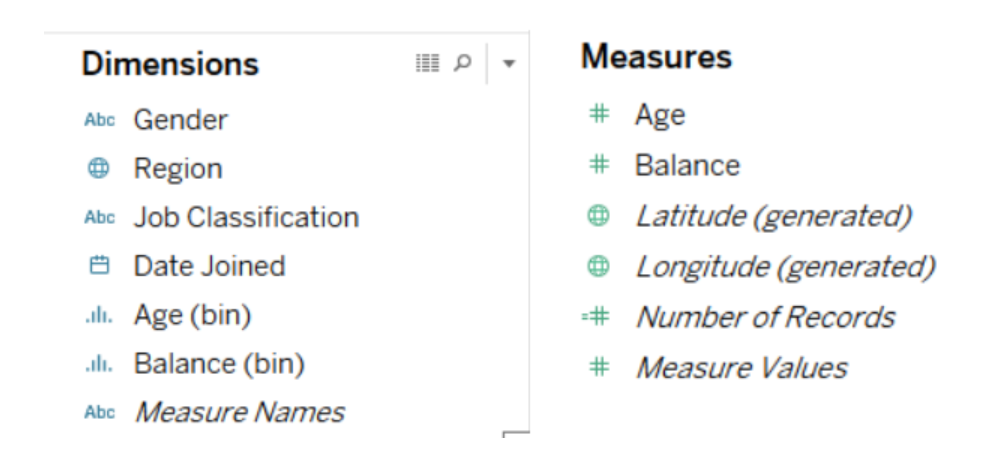 Dimensions
Abc Gender
Region
Abc Job Classification
Date Joined
Age (bin)
Balance (bin)
Abc Measure Names
Measures
# Age
# Balance
Latitude (generated)
Longitude (generated)
=# Number of Records
# Measure Values